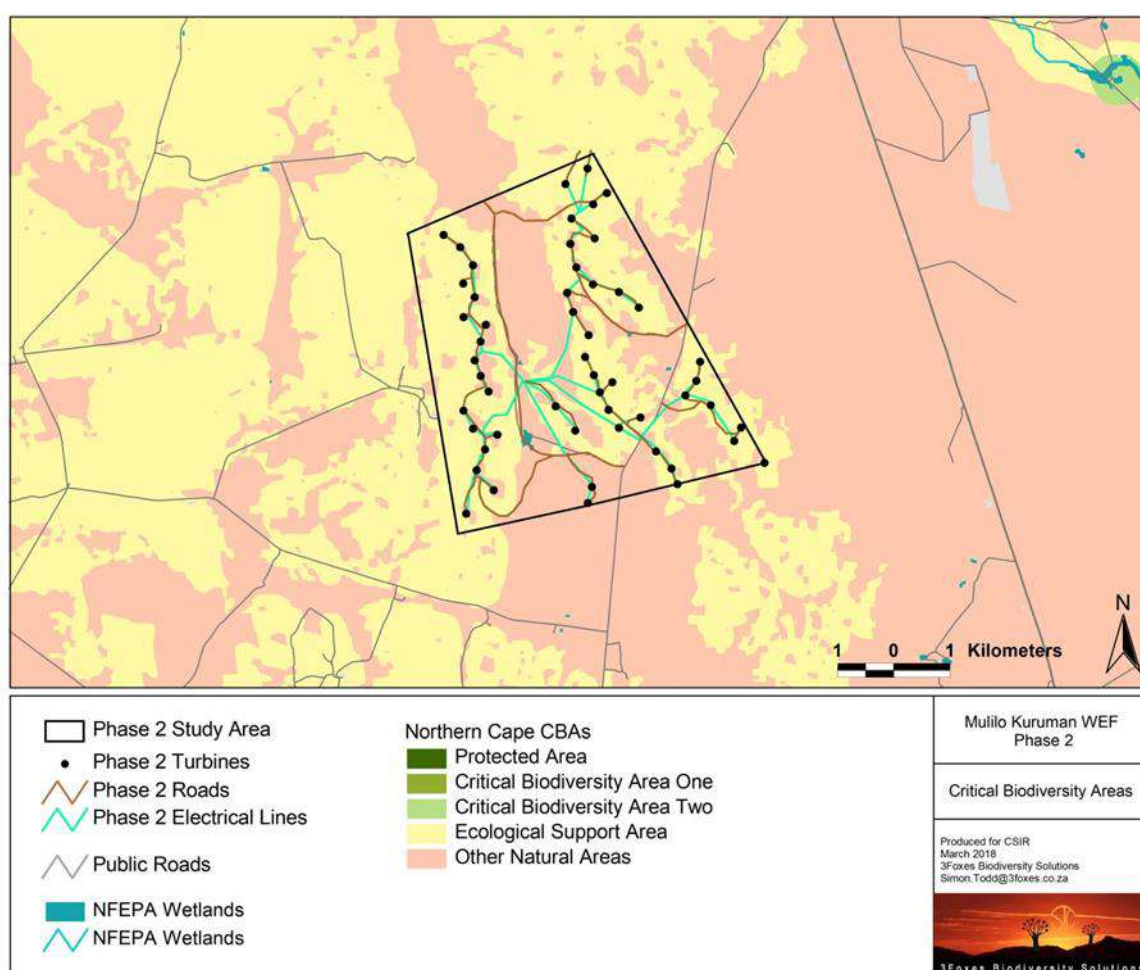 N
1 0 1 Kilometers
Phase 2 Study Area
Phase 2 Turbines
Phase 2 Roads
Phase 2 Electrical Lines
Public Roads
NFEPA Wetlands
NFEPA Wetlands
Northern Cape CBAs
Protected Area
Critical Biodiversity Area One
Critical Biodiversity Area Two
Ecological Support Area
Other Natural Areas
Mulilo Kuruman WEF
Phase 2
Critical Biodiversity Areas
Produced for CSIR
March 2018
3Foxes Biodiversity Solutions
Simon.Todd@3foxes.co.za
3Foxes Biodiversity Solutions